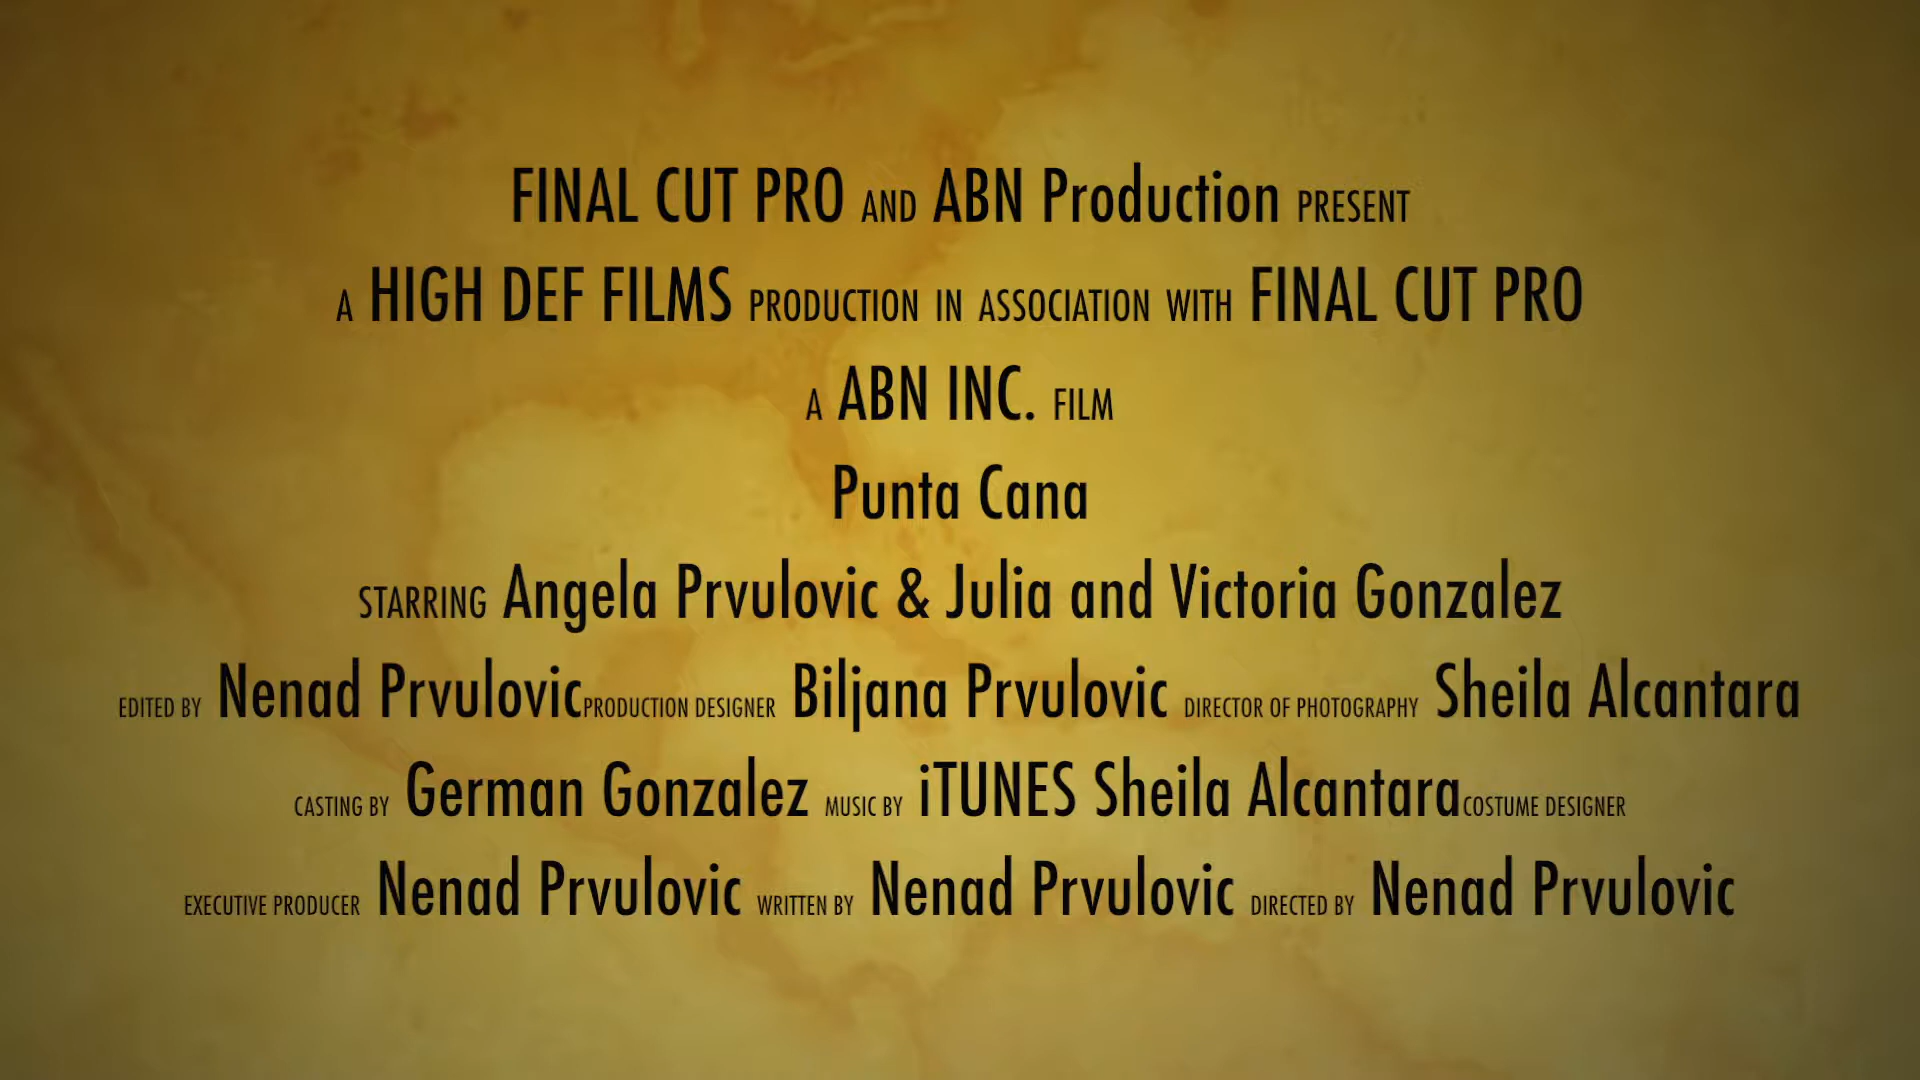 FINAL CUT PRO AND ABN Production PRESENT
A HIGH DEF FILMS PRODUCTION IN ASSOCIATION WITH FINAL CUT PRO
A ABN INC. FILM
Punta Cana
STARRING Angela Prvulovic & Julia and Victoria Gonzalez
EDITED BY Nenad PrvulovicPRODUCTION DESIGNER Biljana Prvulovic DIRECTOR OF PHOTOGRAPHY Sheila Alcantara
CASTING BY German Gonzalez MUSIC BY iTUNES Sheila AlcantaraCOSTUME DESIGNER
EXECUTIVE PRODUCER Nenad Prvulovic WRITTEN BY Nenad Prvulovic DIRECTED BY Nenad Prvulovic